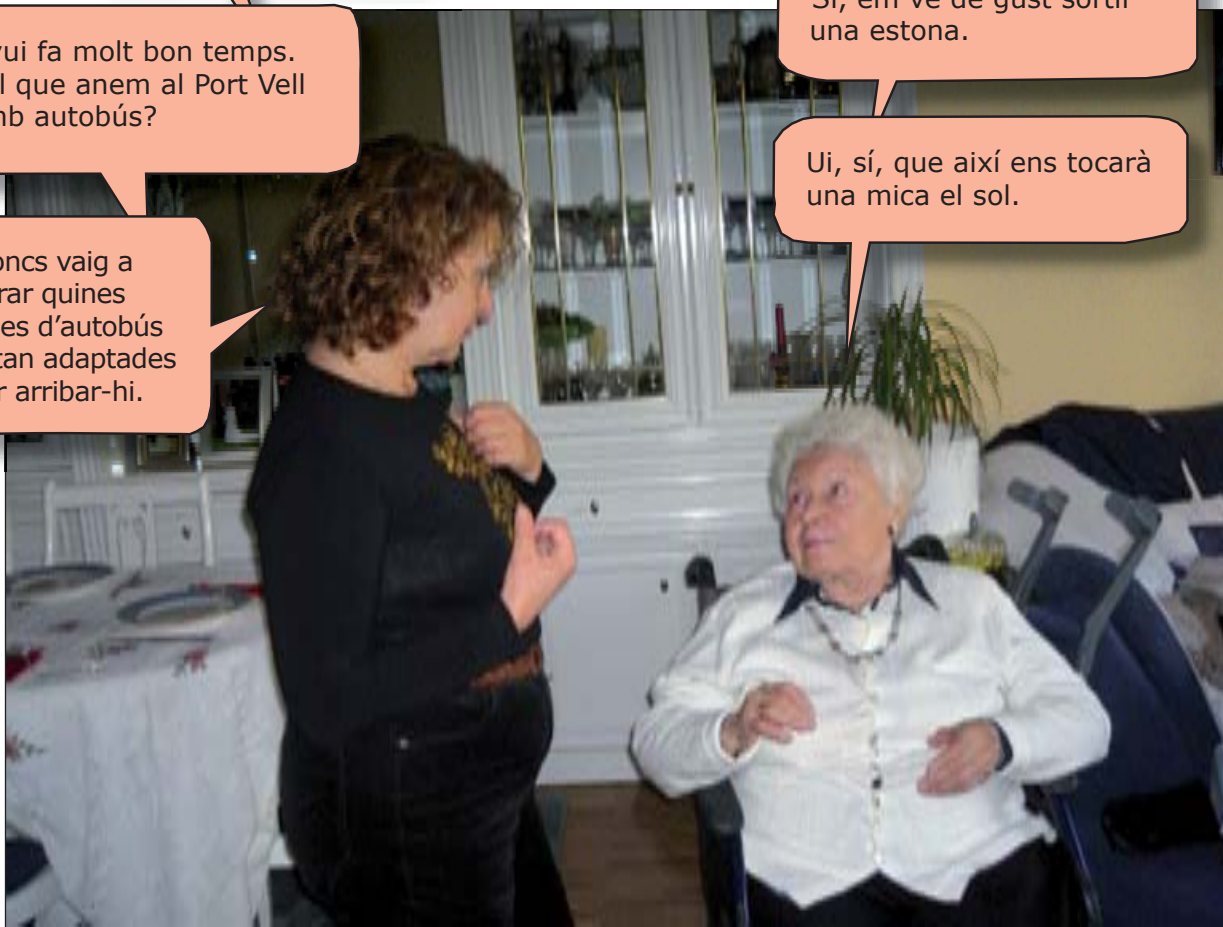 Sí, em ve de gust sortir
una estona.
vui fa molt bon temps.
l que anem al Port Vell
mb autobús?
Ui, sí, que així ens tocarà
una mica el sol.
oncs vaig a
rar quines
es d'autobús
tan adaptades
r arribar-hi.